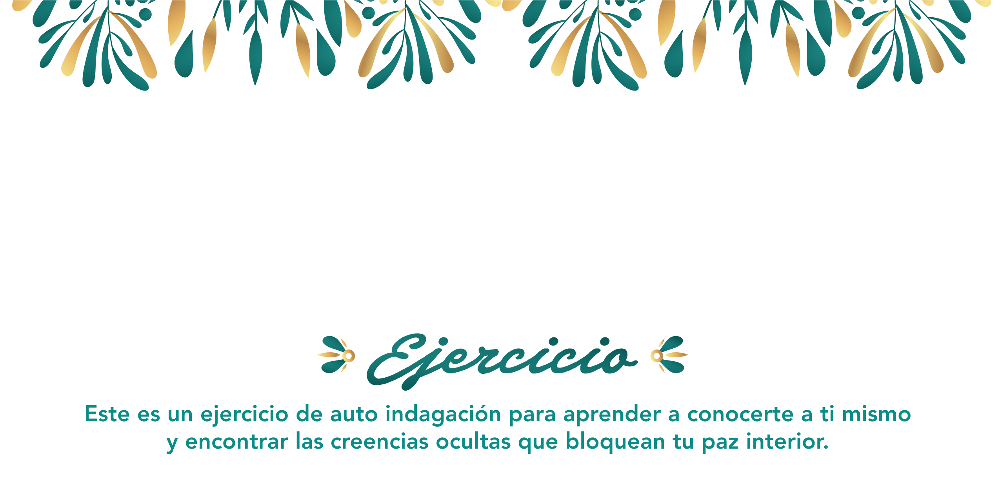 Ejercicio
Este es un ejercicio de auto indagación para aprender a conocerte a ti mismo
y encontrar las creencias ocultas que bloquean tu paz interior.